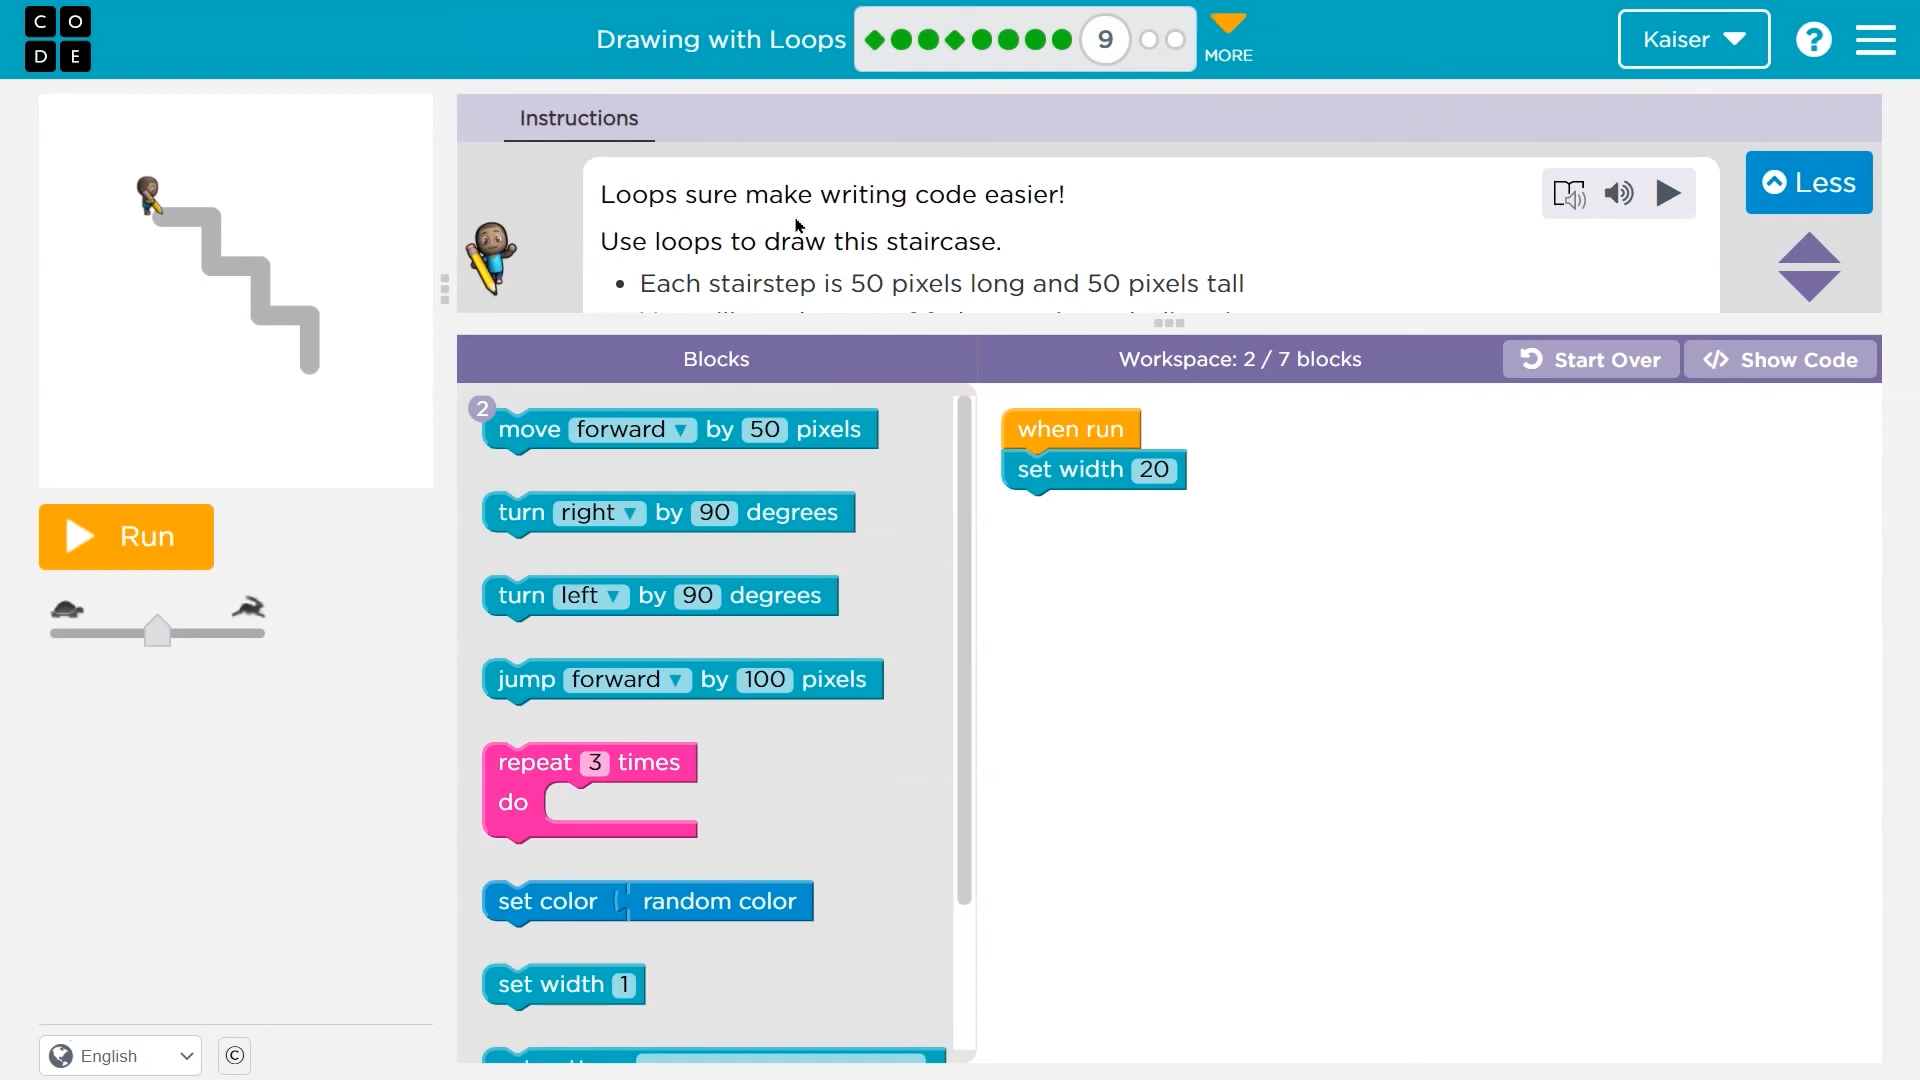 C O
D E
Drawing with Loops
9
MORE
Kaiser
?
Instructions
Loops sure make writing code easier!
Use loops to draw this staircase.
• Each stairstep is 50 pixels long and 50 pixels tall
Less
Blocks
Workspace: 2 / 7 blocks
Start Over
Show Code
2
move forward ▼ by 50 pixels
turn right ▼ by 90 degrees
turn left ▼ by 90 degrees
jump forward ▼ by 100 pixels
repeat 3 times
do
set color random color
set width 1
when run
set width 20
Run
English
©